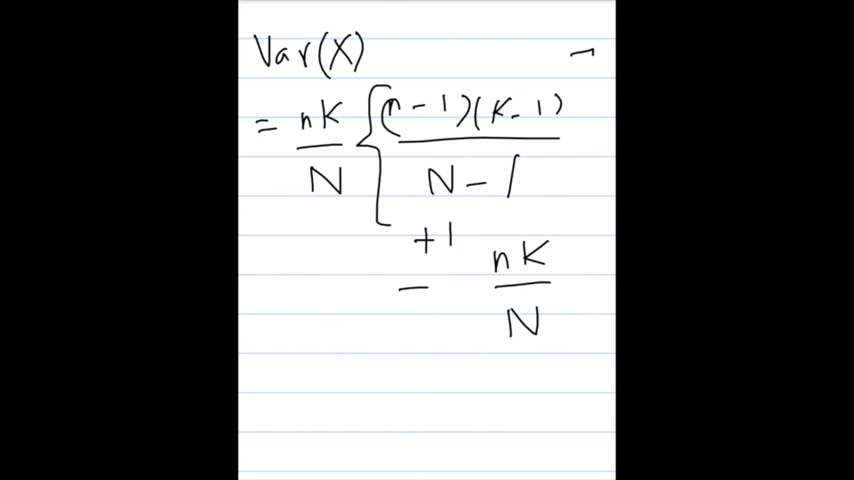 Var(X)
= nK/N { (n-1)(K-1)/N-1
+1
- nK/N